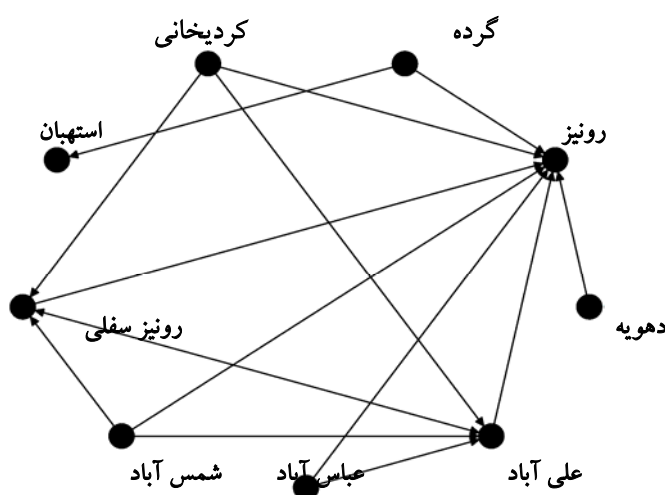 گرده
کردیخانی
رونیز
استهبان
دهویه
رونیز سفلی
علی آباد
عباس آباد
شمس آباد